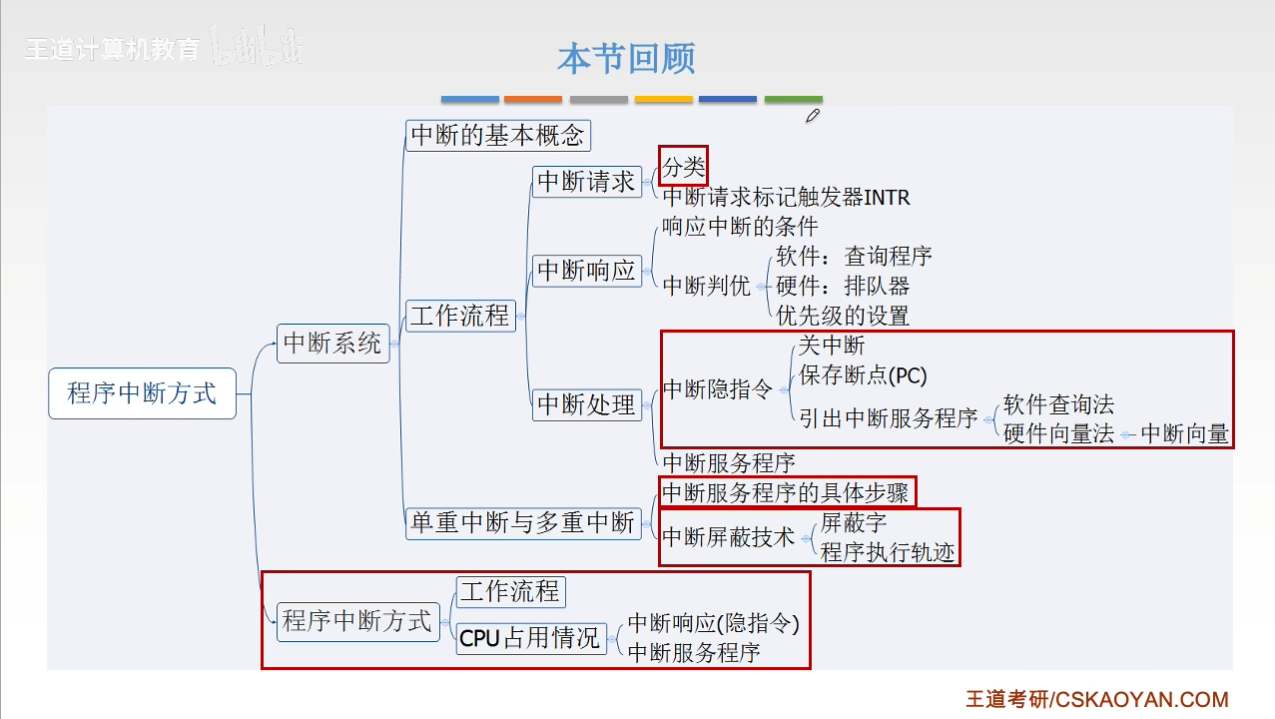 王道计算机教育 bilibili
本节回顾
中断的基本概念
分类
中断请求
中断请求标记触发器INTR
响应中断的条件
软件：查询程序
中断响应
中断判优
硬件：排队器
优先级的设置
工作流程
中断系统
关中断
保存断点(PC)
中断隐指令
程序中断方式
中断处理
引出中断服务程序
软件查询法
硬件向量法
中断向量
中断服务程序
中断服务程序的具体步骤
单重中断与多重中断
屏蔽字
中断屏蔽技术
程序执行轨迹
工作流程
程序中断方式
中断响应(隐指令)
CPU占用情况
中断服务程序
王道考研/CSKAOYAN.COM